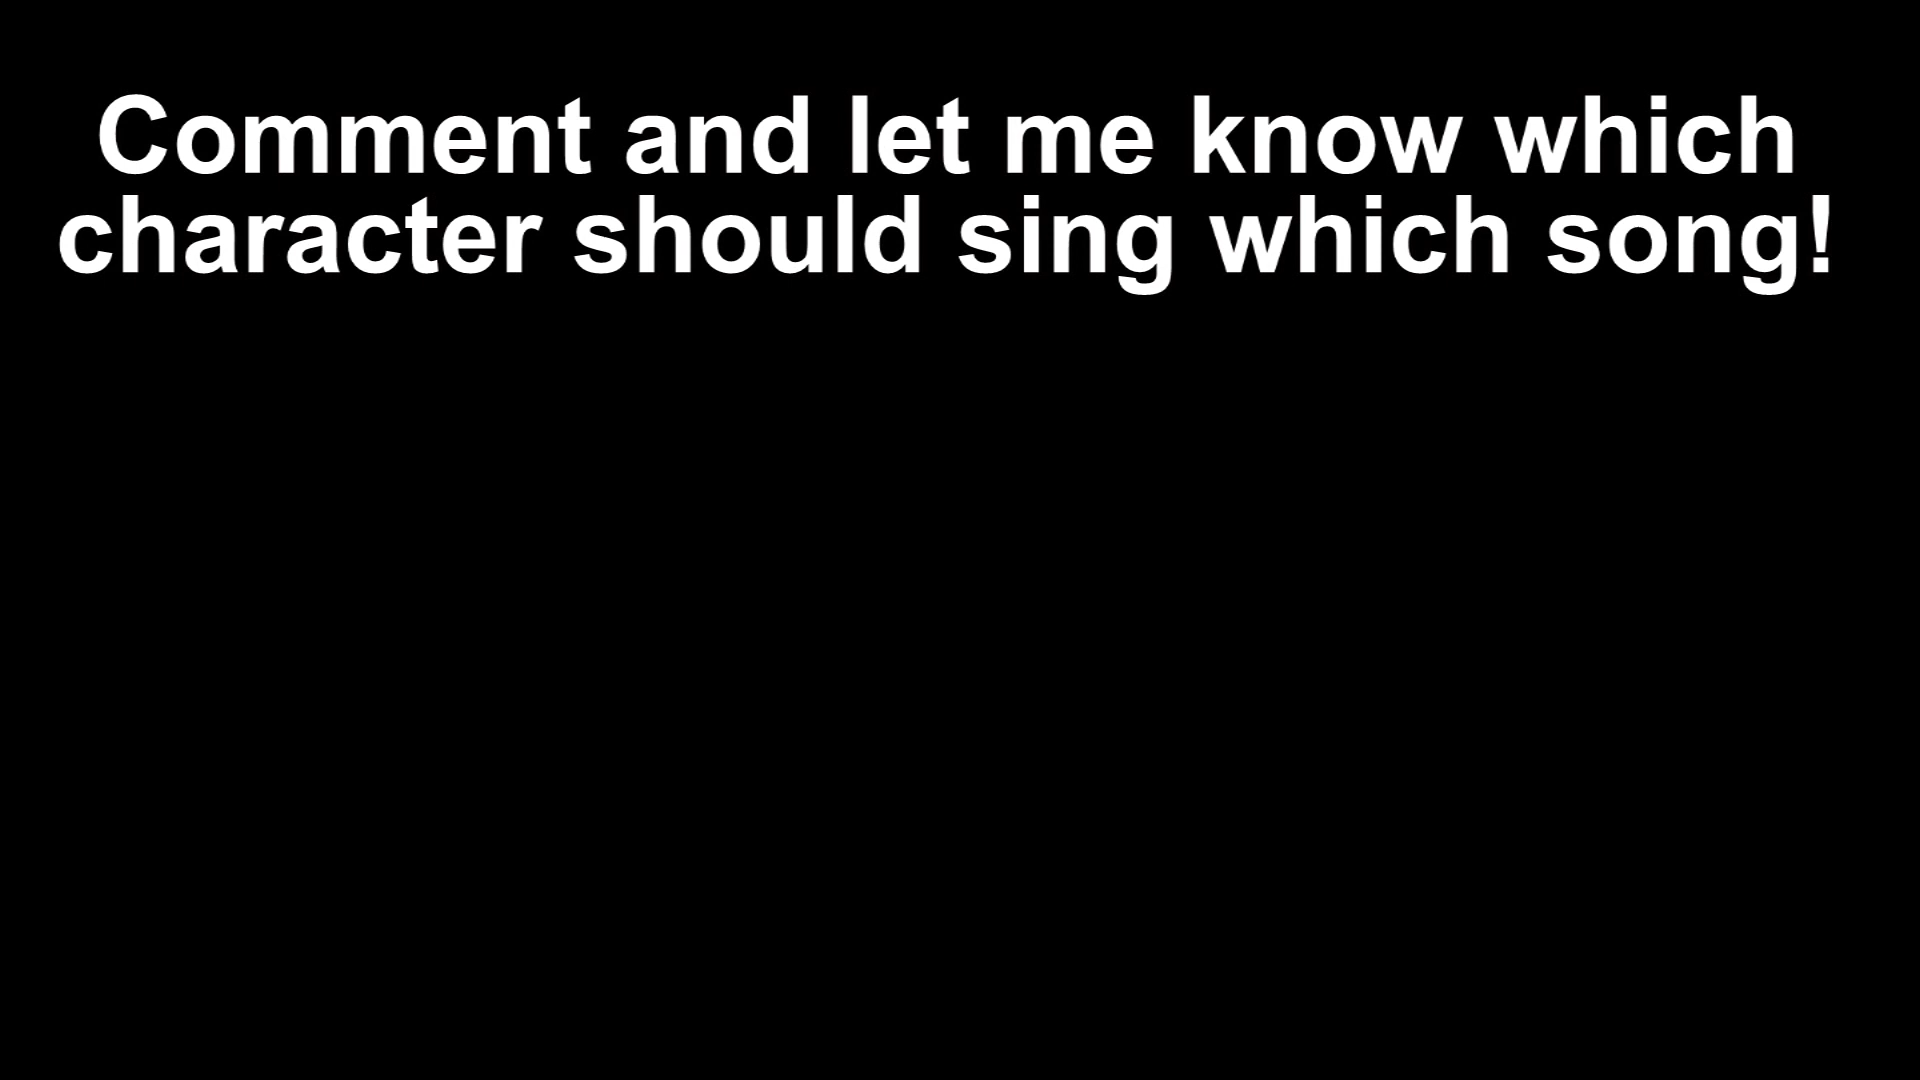 Comment and let me know which
character should sing which song!